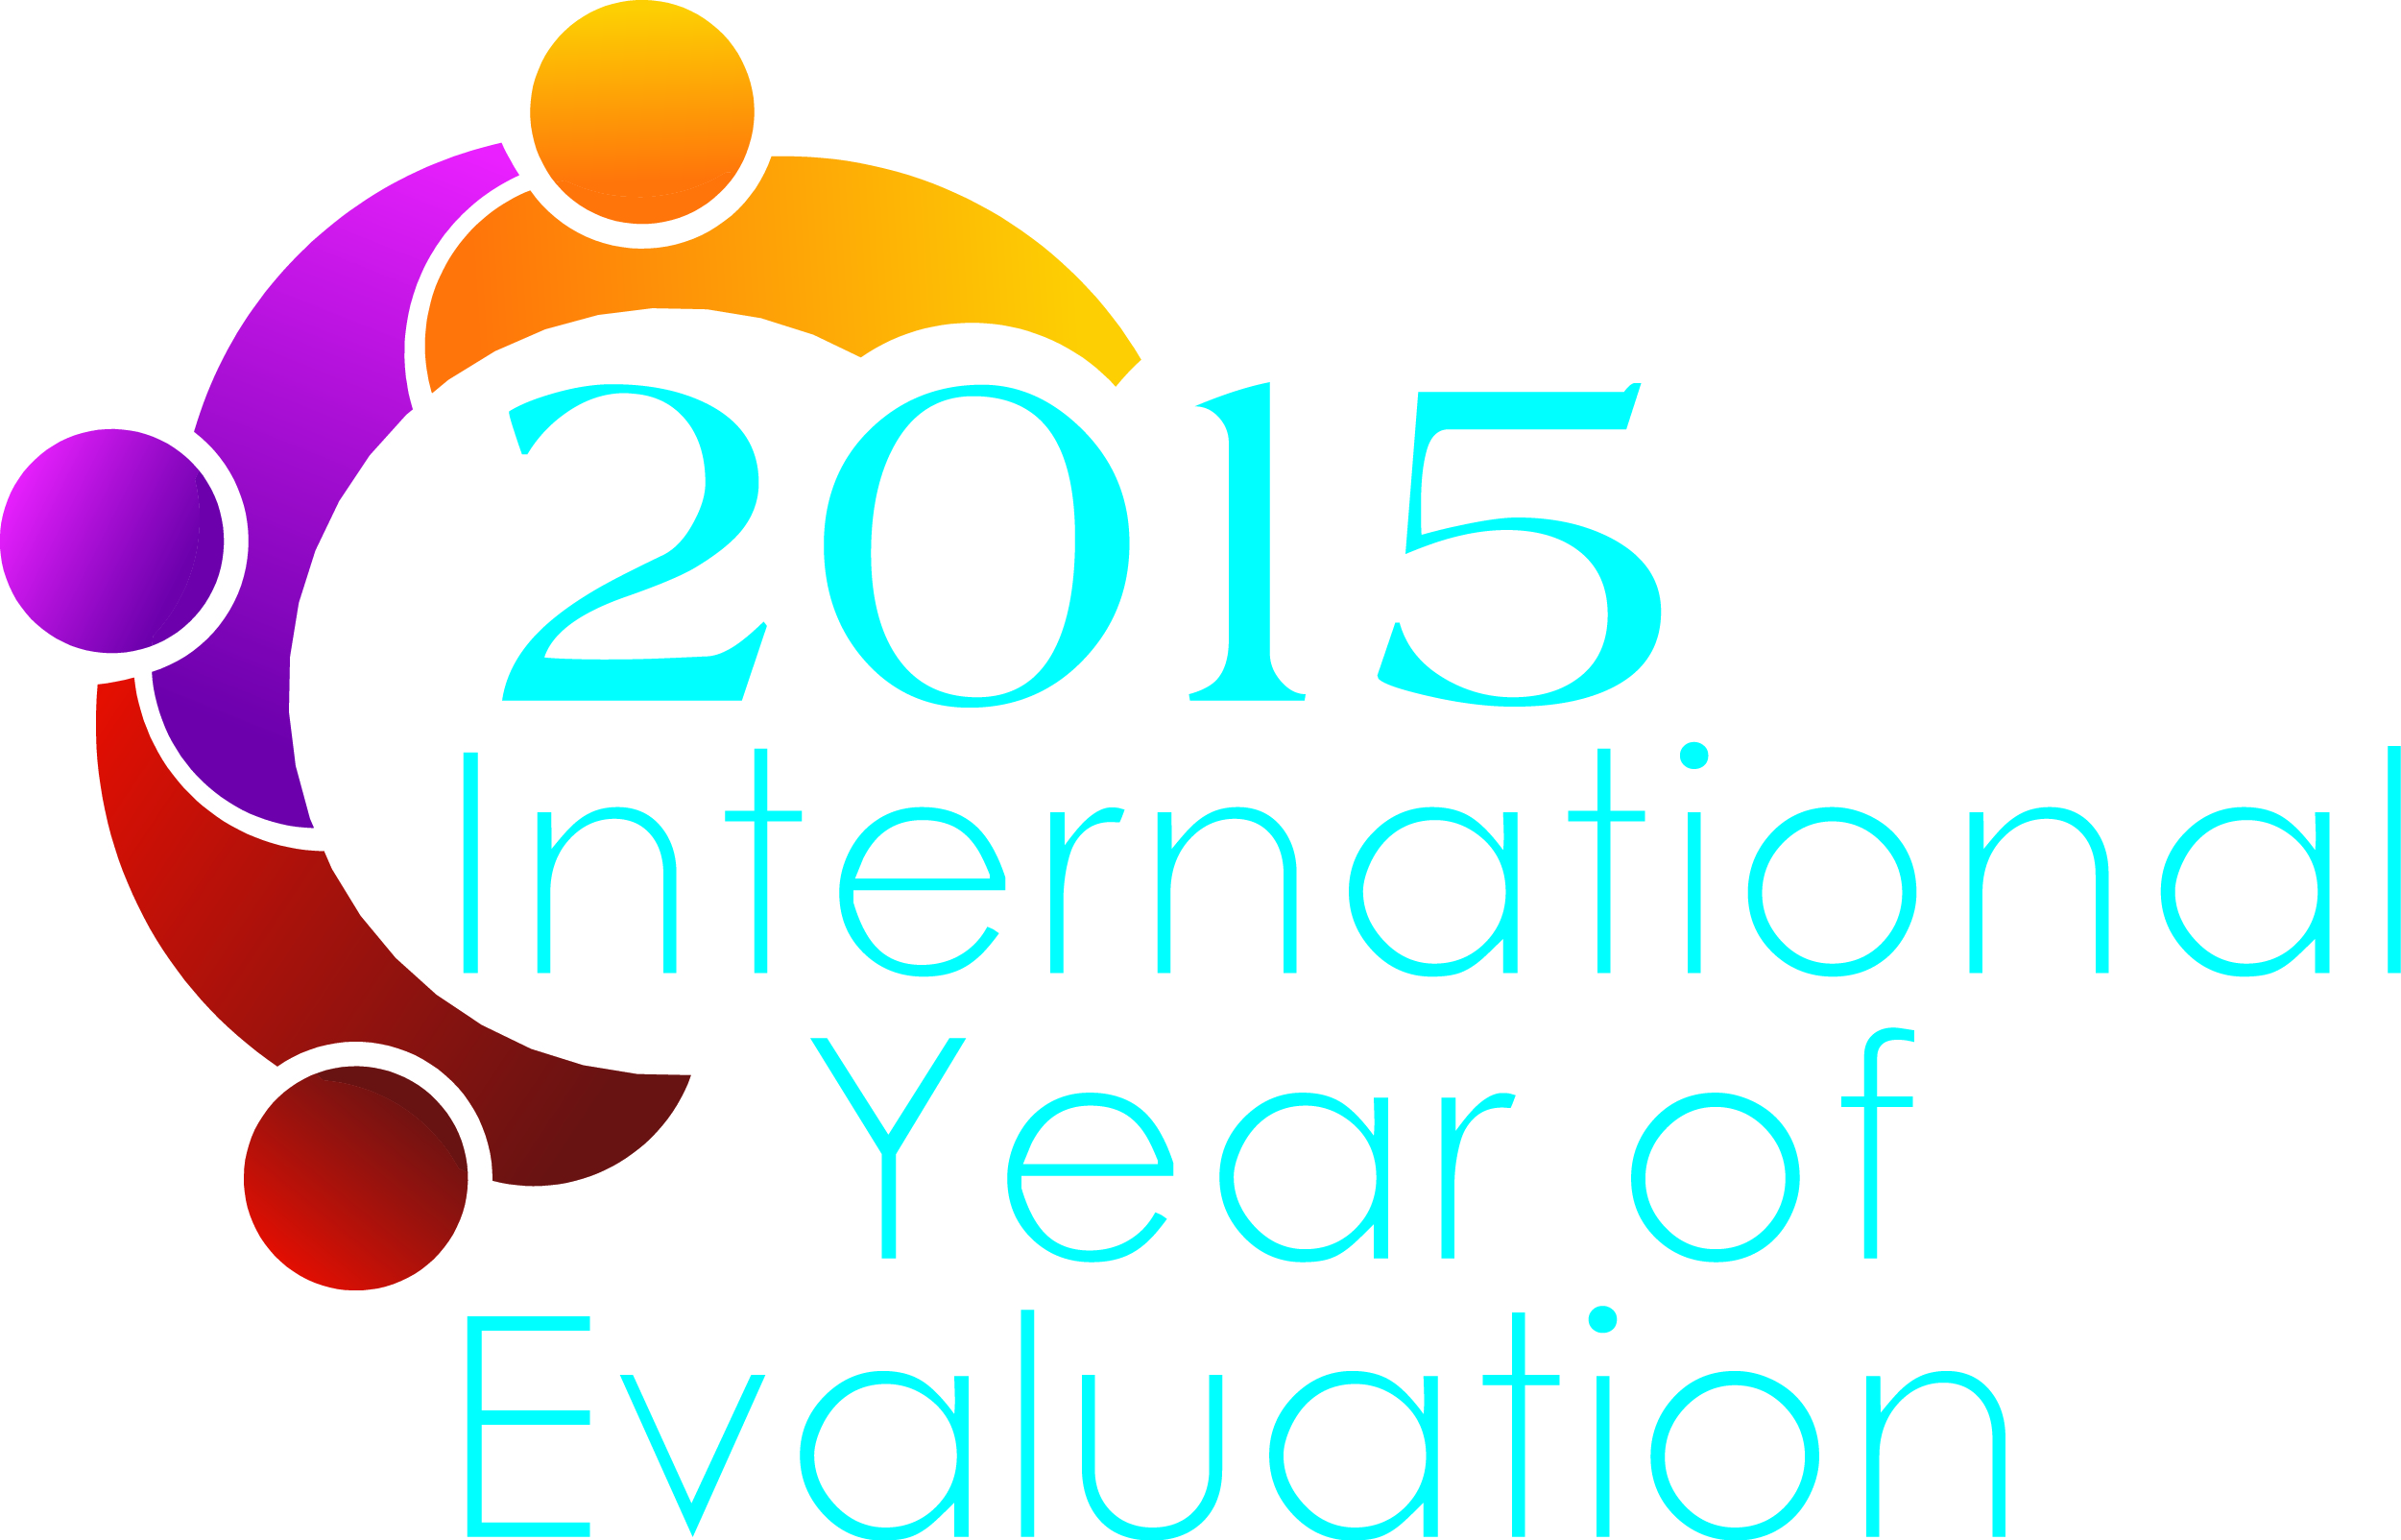 2015
International
Year of
Evaluation